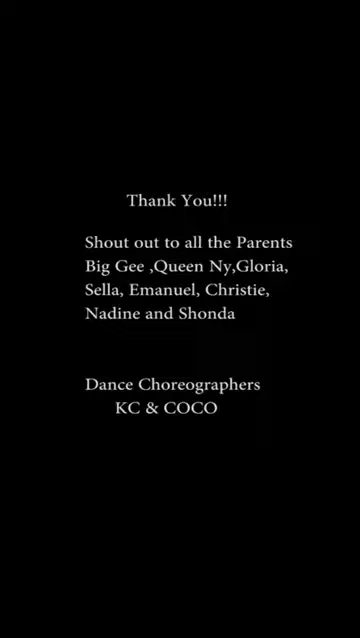 Thank You!!!
Shout out to all the Parents
Big Gee ,Queen Ny,Gloria,
Sella, Emanuel, Christie,
Nadine and Shonda
Dance Choreographers
KC & COCO